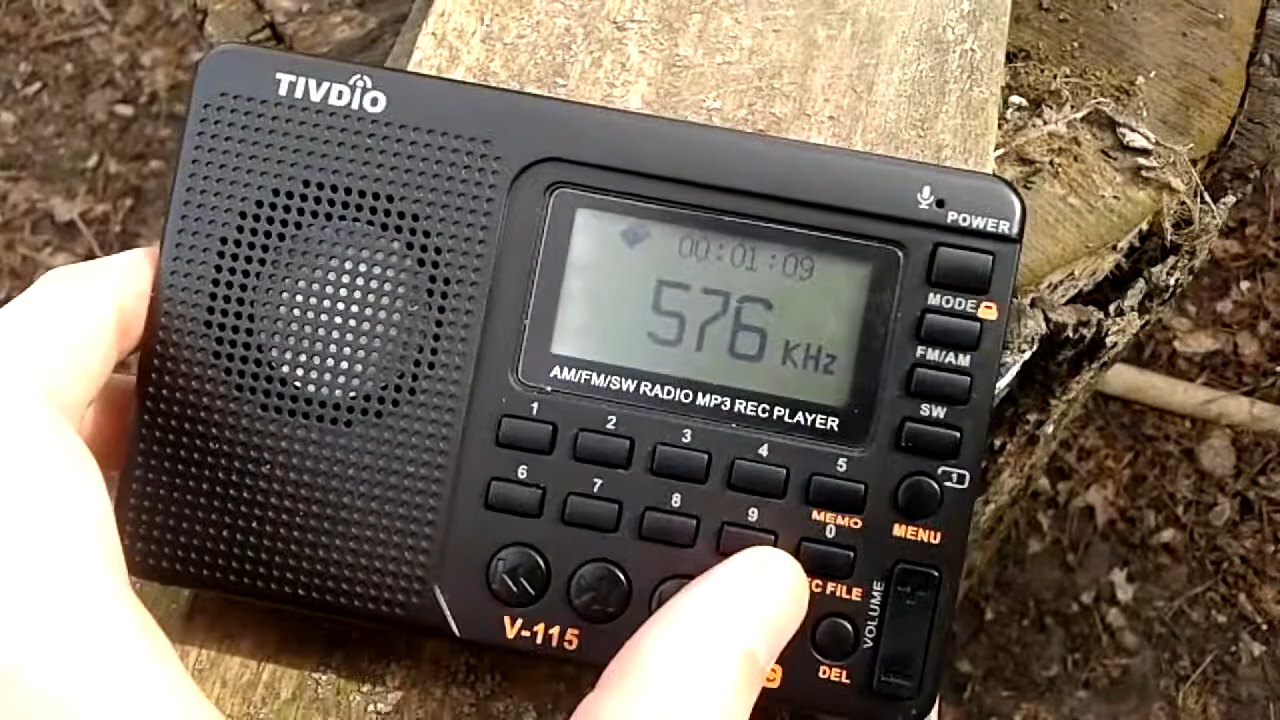 TIVDIO
POWER
00:01:09
576 KHz
AM/FM/SW RADIO MP3 REC PLAYER
MODE
FM/AM
SW
1 2 3 4 5
MEMO
6 7 8 9 0
1
MENU
FILE
VOLUME
V-115
DEL